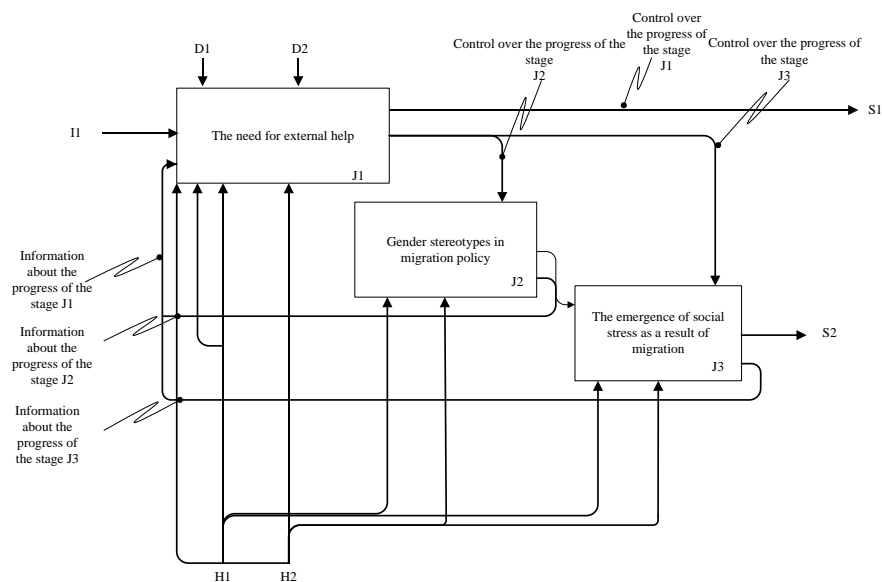 D1
D2
Control over the progress of the
stage
J2
Control over
the progress of
the stage
J1
Control over the progress of
the stage
J3
S1
I1
The need for external help
J1
Gender stereotypes in
migration policy
J2
Information
about the
progress of the
stage J1
The emergence of social
stress as a result of
migration
J3
S2
Information
about the
progress of the
stage J2
Information
about the
progress of
the stage J3
H1
H2